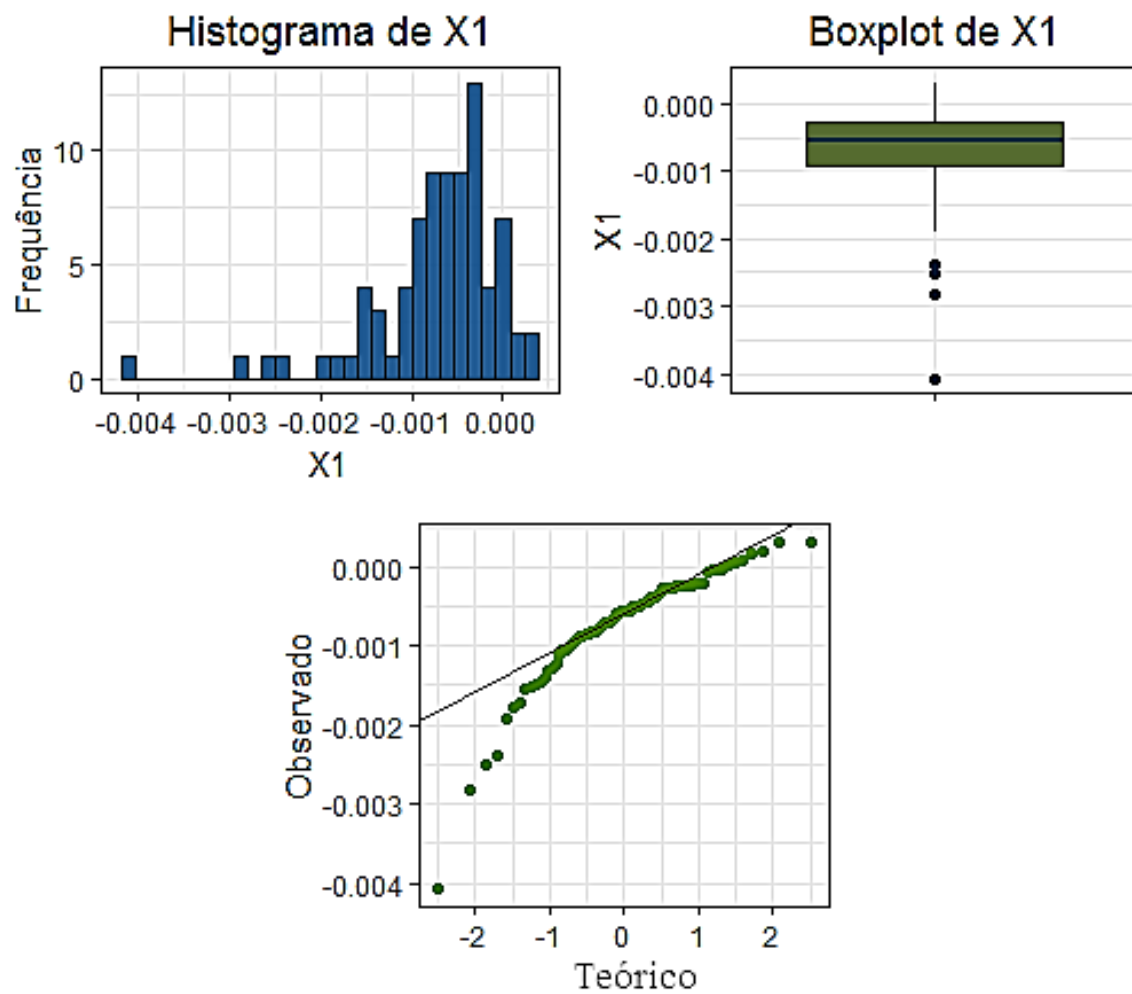 Histograma de X1
Frequência
10
5
0
-0.004 -0.003 -0.002 -0.001 0.000
X1
Boxplot de X1
X1
0.000
-0.001
-0.002
-0.003
-0.004
Observado
0.000
-0.001
-0.002
-0.003
-0.004
-2 -1 0 1 2
Teórico